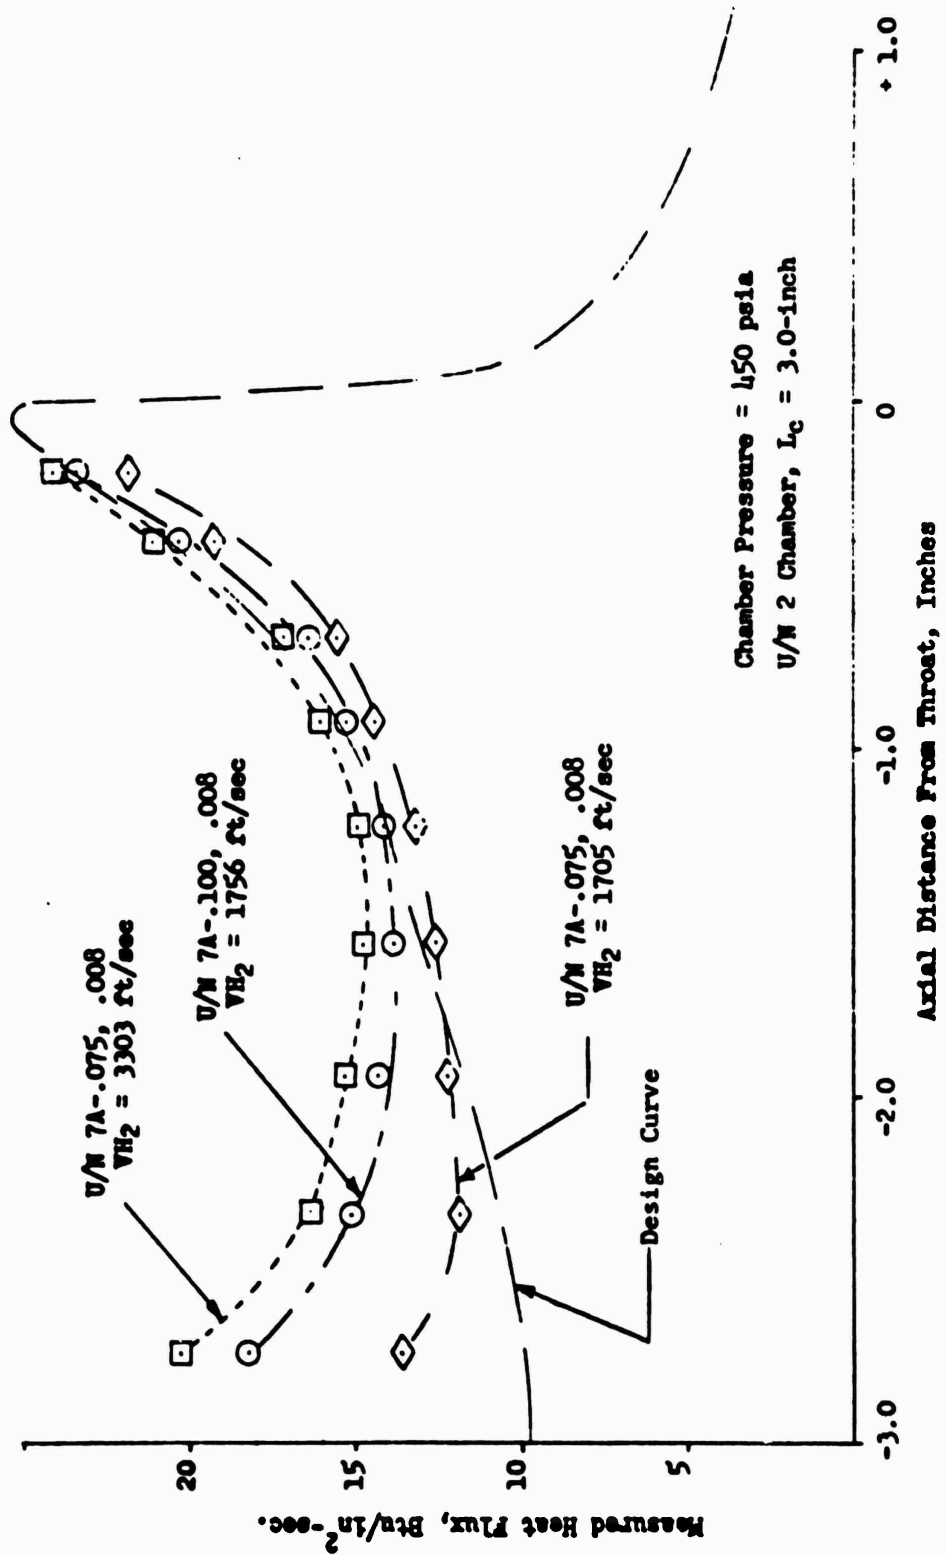 U/N 7A-.075, .008
VH2 = 3303 ft/sec
U/N 7A-.100, .008
VH2 = 1756 ft/sec
U/N 7A-.075, .008
VH2 = 1705 ft/sec
Design Curve
Chamber Pressure = 450 psia
U/N 2 Chamber, Lc = 3.0-inch
Measured Heat Flux, Btu/in2-sec.
20
15
10
5
-3.0
-2.0
-1.0
0
+ 1.0
Axial Distance From Throat, Inches